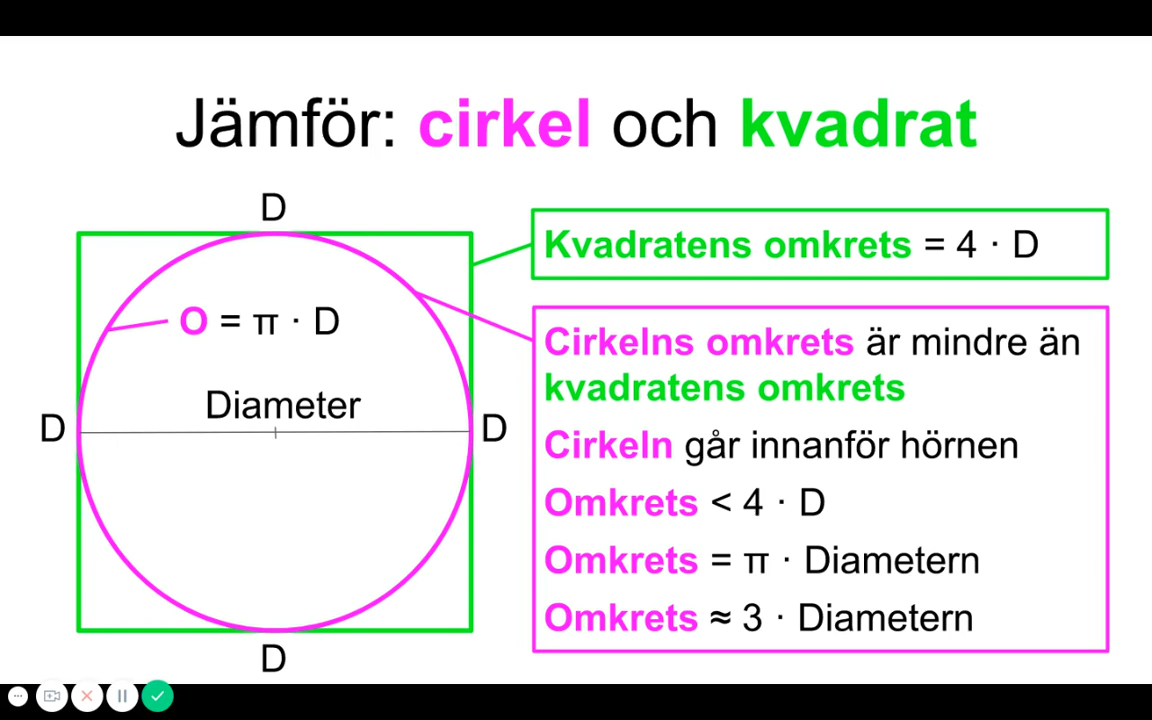 Jämför: cirkel och kvadrat
D
Kvadratens omkrets = 4 · D
O = π · D
Diameter
D
D
D
Cirkelns omkrets är mindre än
kvadratens omkrets
Cirkeln går innanför hörnen
Omkrets < 4 · D
Omkrets = π · Diametern
Omkrets ≈ 3 · Diametern